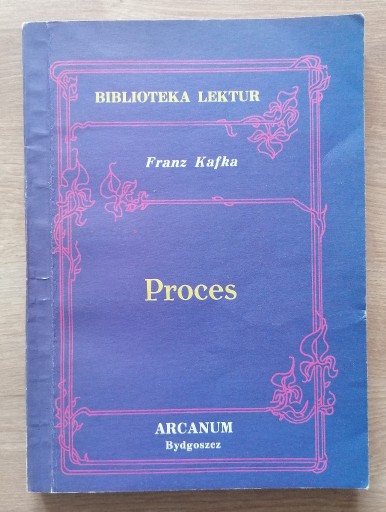 BIBLIOTEKA LEKTUR
Franz Kafka
Proces
ARCANUM
Bydgoszcz